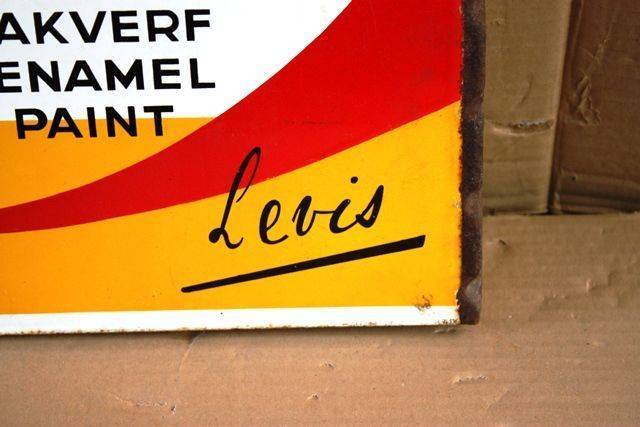 AKVERF
ENAMEL
PAINT
Levis